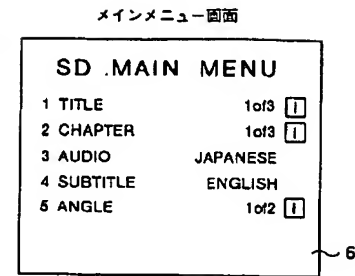 メインメニュー画面
SD .MAIN MENU
1 TITLE 1of3 i
2 CHAPTER 1of3 i
3 AUDIO JAPANESE
4 SUBTITLE ENGLISH
5 ANGLE 1of2 i
6